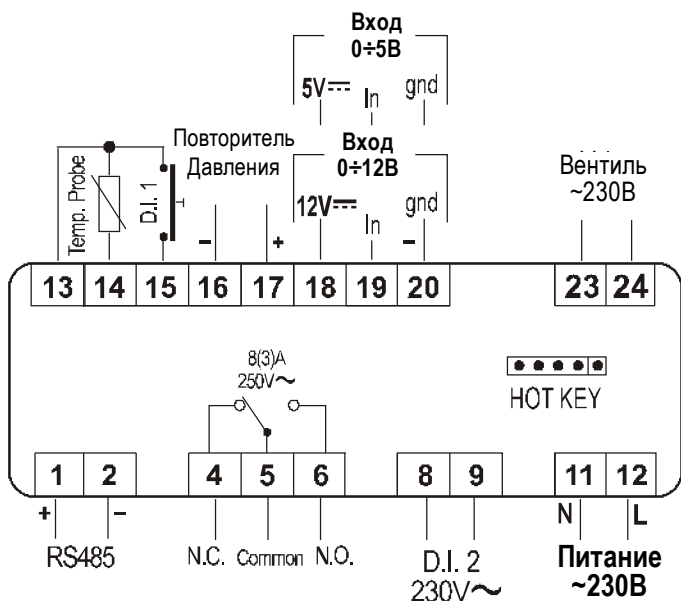 Вход
0÷5В
5V
In
gnd
Повторитель
Давления
Вход
0÷12В
12V
In
gnd
Вентиль
~230В
Temp. Probe
D.I. 1
–
+
–
13 14 15 16 17 18 19 20 23 24
8(3)A
250V~
HOT KEY
1 2 4 5 6 8 9 11 12
+ –
N L
RS485
N.C. Common N.O.
D.I. 2
230V~
Питание
~230В